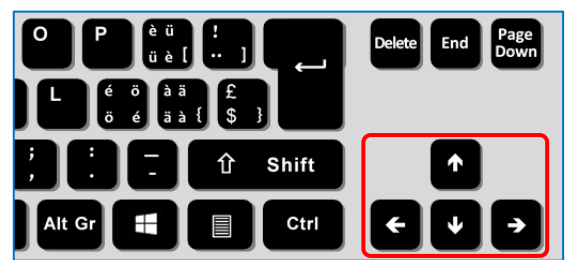 O P è ü ! Delete End Page
ü è [ ¨ ] ← Down
L é ö à ä £
ö é ä à { $ }
; : _ ⇧ Shift ↑
, . -
Alt Gr Ctrl ← ↓ →